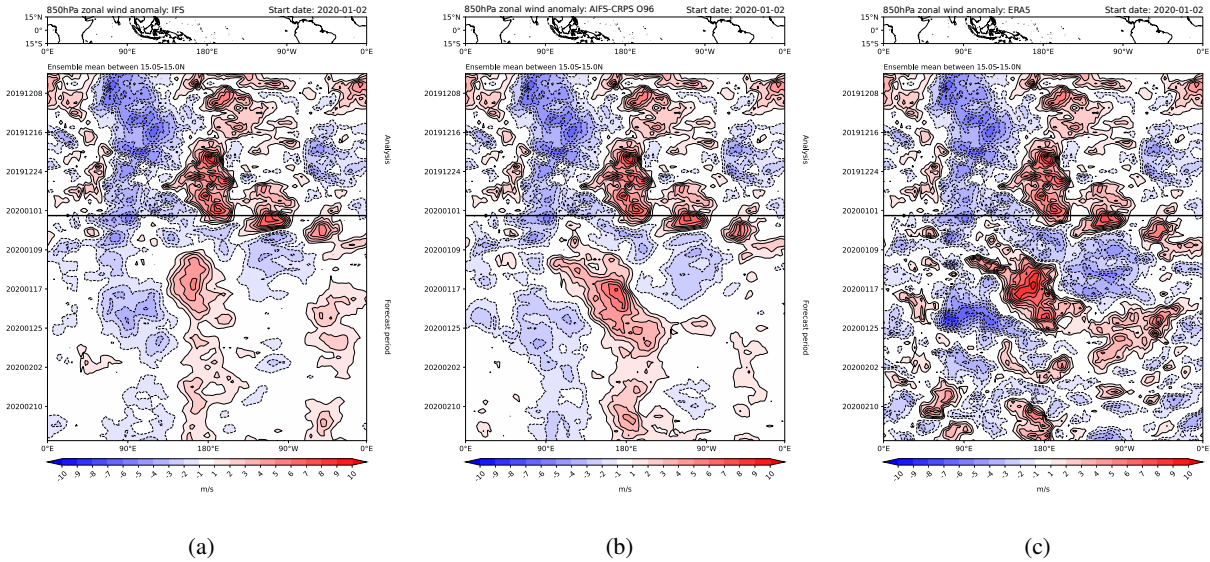 850hPa zonal wind anomaly: IFS Start date: 2020-01-02
15°N
0°
15°S
0°E 90°E 180°E 90°W 0°E
Ensemble mean between 15.0S-15.0N
20191208
20191216
20191224
20200101
20200109
20200117
20200125
20200202
20200210
Analysis
Forecast period
0°E 90°E 180°E 90°W 0°E
-10 -9 -8 -7 -6 -5 -4 -3 -2 -1 1 2 3 4 5 6 7 8 9 10
m/s
(a)
850hPa zonal wind anomaly: AIFS-CRPS O96 Start date: 2020-01-02
15°N
0°
15°S
0°E 90°E 180°E 90°W 0°E
Ensemble mean between 15.0S-15.0N
20191208
20191216
20191224
20200101
20200109
20200117
20200125
20200202
20200210
Analysis
Forecast period
0°E 90°E 180°E 90°W 0°E
-10 -9 -8 -7 -6 -5 -4 -3 -2 -1 1 2 3 4 5 6 7 8 9 10
m/s
(b)
850hPa zonal wind anomaly: ERA5 Start date: 2020-01-02
15°N
0°
15°S
0°E 90°E 180°E 90°W 0°E
Ensemble mean between 15.0S-15.0N
20191208
20191216
20191224
20200101
20200109
20200117
20200125
20200202
20200210
0°E 90°E 180°E 90°W 0°E
-10 -9 -8 -7 -6 -5 -4 -3 -2 -1 1 2 3 4 5 6 7 8 9 10
m/s
(c)